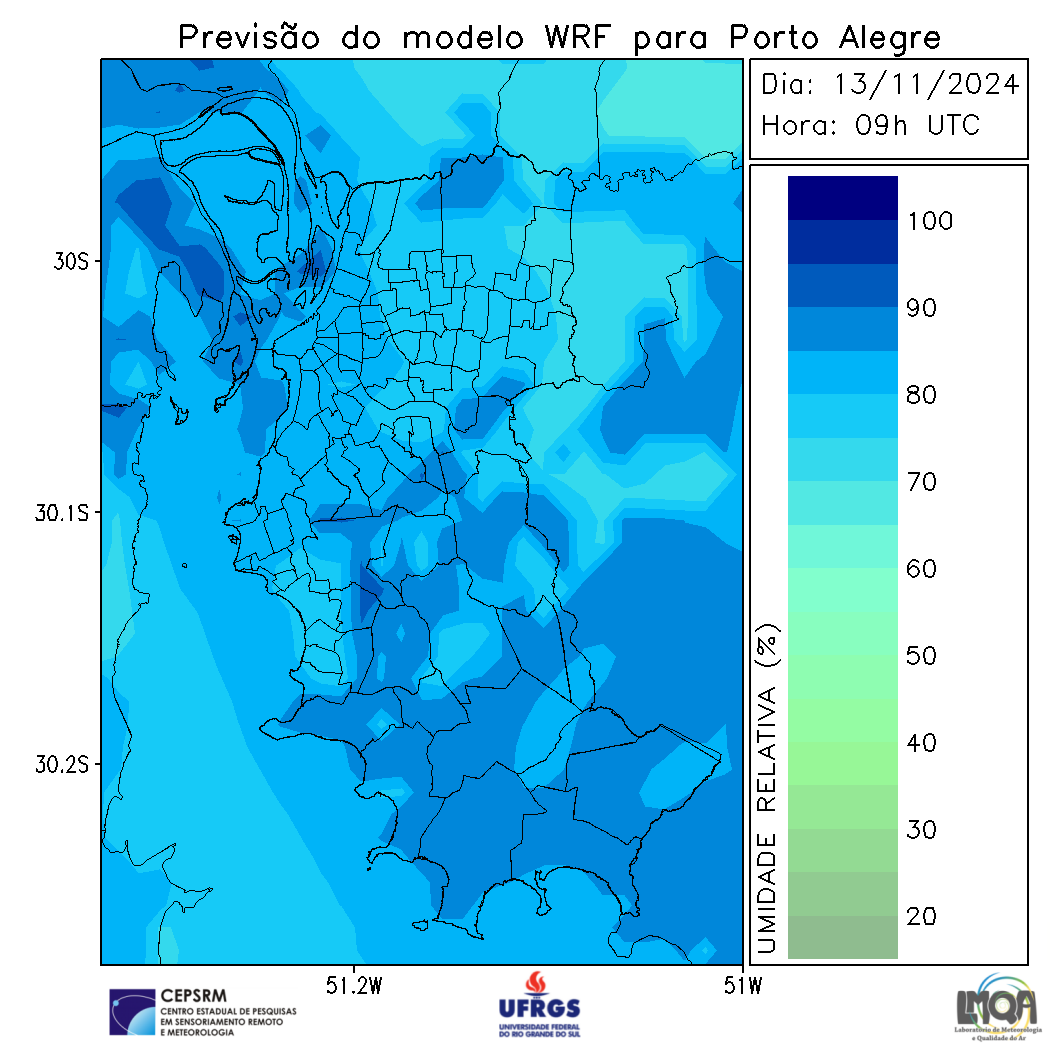 Previsão do modelo WRF para Porto Alegre
Dia: 13/11/2024
Hora: 09h UTC
30S
30.1S
30.2S
51.2W
51W
100
90
80
70
60
50
40
30
20
UMIDADE RELATIVA (%)
CEPSRM
CENTRO ESTADUAL DE PESQUISAS
EM SENSORIAMENTO REMOTO
E METEOROLOGIA
UFRGS
UNIVERSIDADE FEDERAL
DO RIO GRANDE DO SUL
LMQA
Laboratório de Meteorologia
e Qualidade do Ar